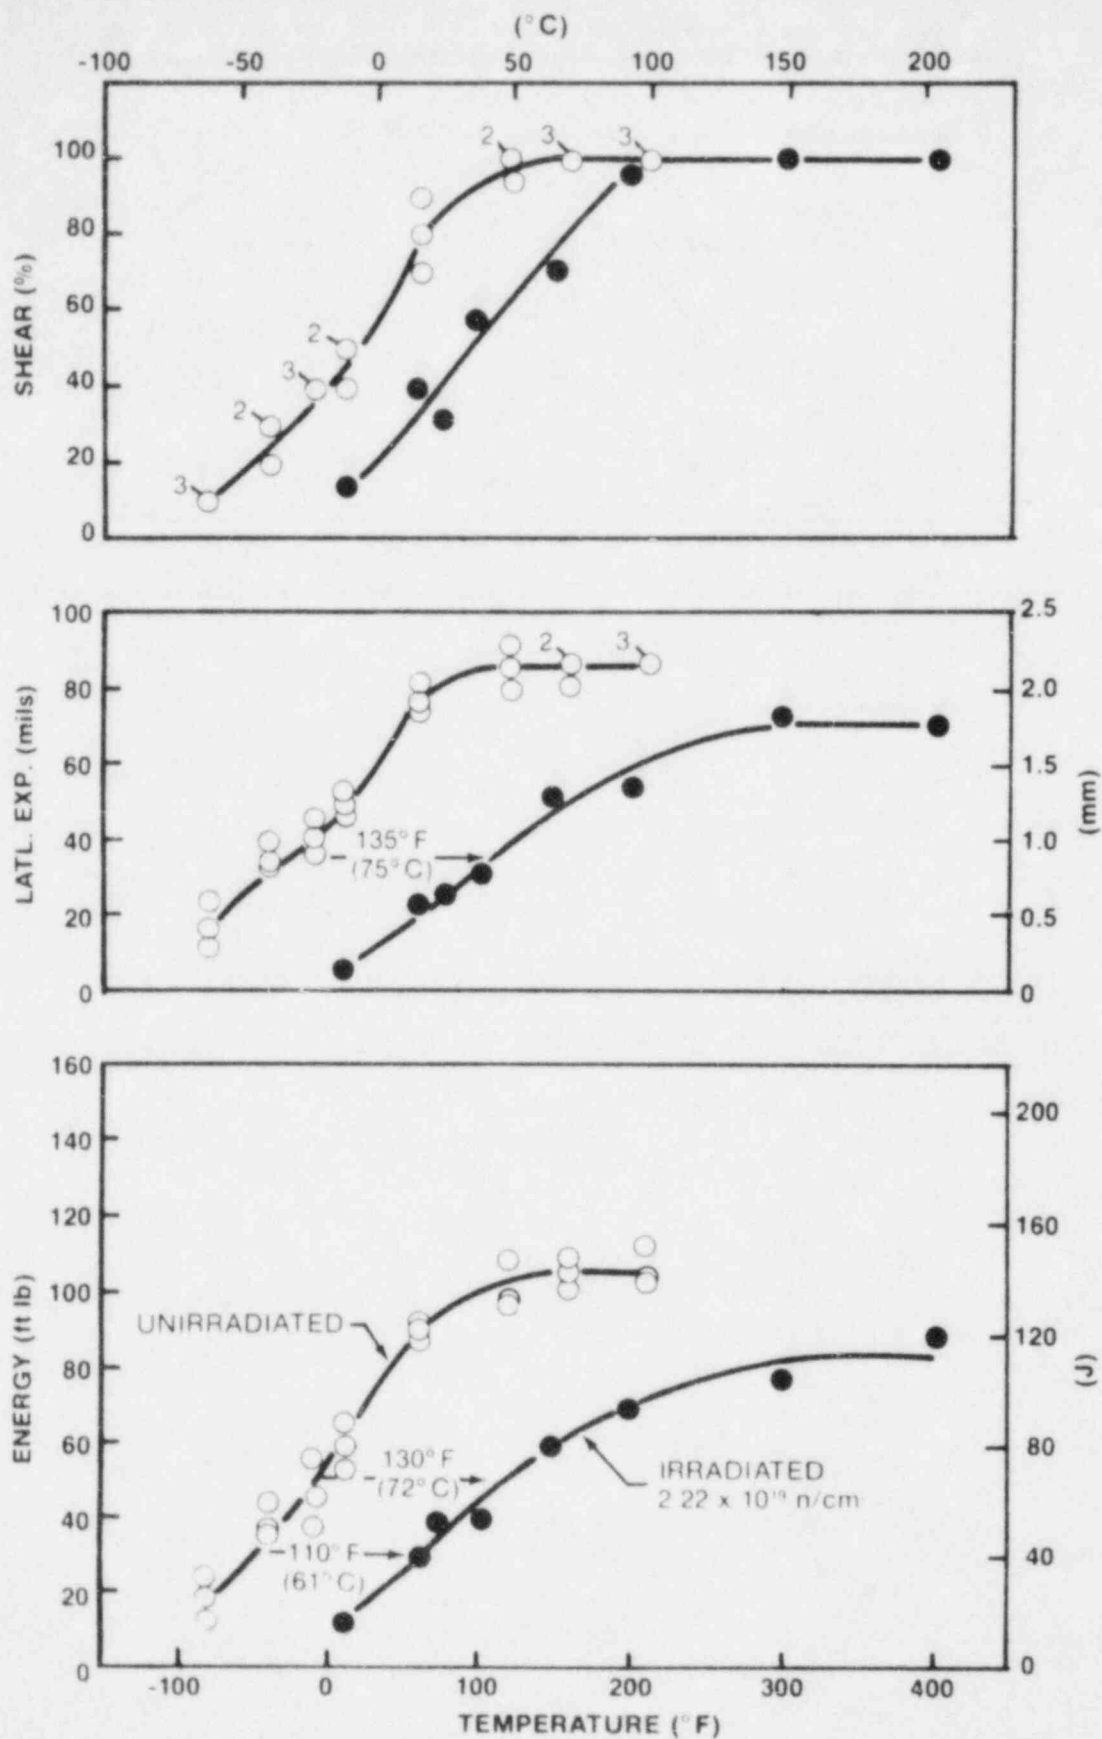 (°C)
-100 -50 0 50 100 150 200
SHEAR (%)
100
80
60
40
20
0
3 2 3 2 2 3 3
LATL. EXP. (mils)
100
80
60
40
20
0
2 3
135°F
(75°C)
2.5
2.0
1.5
1.0
0.5
0
(mm)
ENERGY (ft lb)
160
140
120
100
80
60
40
20
0
UNIRRADIATED
130°F
(72°C)
110°F
(61°C)
IRRADIATED
2 22 x 10¹⁹ n/cm
200
160
120
80
40
0
(J)
-100 0 100 200 300 400
TEMPERATURE (°F)